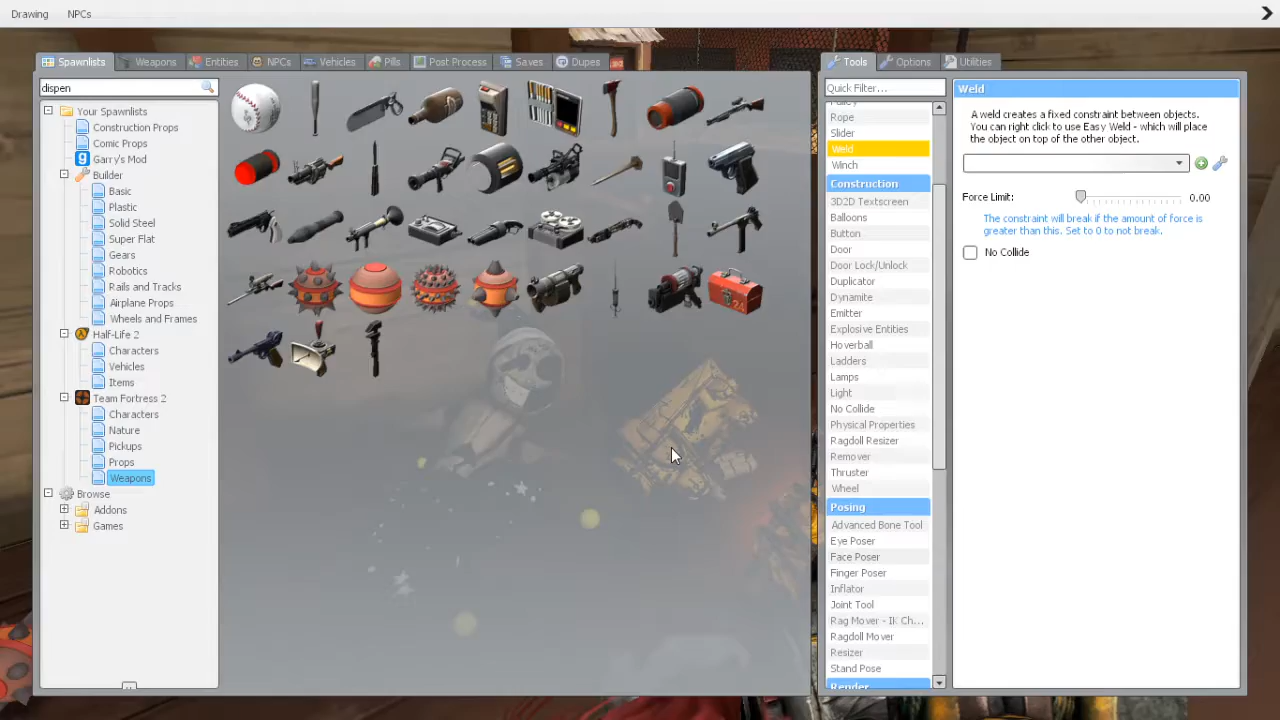 Drawing NPCs
Spawnlists Weapons Entities NPCs Vehicles Pills Post Process Saves Dupes
dispen
Your Spawnlists
Construction Props
Comic Props
Garry's Mod
Builder
Basic
Plastic
Solid Steel
Super Flat
Gears
Robotics
Rails and Tracks
Airplane Props
Wheels and Frames
Half-Life 2
Characters
Vehicles
Items
Team Fortress 2
Characters
Nature
Pickups
Props
Weapons
Browse
Addons
Games
Tools Options Utilities
Quick Filter...
Pulley
Rope
Slider
Weld
Winch
Construction
3D2D Textscreen
Balloons
Button
Door
Door Lock/Unlock
Duplicator
Dynamite
Emitter
Explosive Entities
Hoverball
Ladders
Lamps
Light
No Collide
Physical Properties
Ragdoll Resizer
Remover
Thruster
Wheel
Posing
Advanced Bone Tool
Eye Poser
Face Poser
Finger Poser
Inflator
Joint Tool
Rag Mover - IK Ch...
Ragdoll Mover
Resizer
Stand Pose
Render
Weld
A weld creates a fixed constraint between objects.
You can right click to use Easy Weld - which will place
the object on top of the other object.
Force Limit: 0.00
The constraint will break if the amount of force is
greater than this. Set to 0 to not break.
No Collide